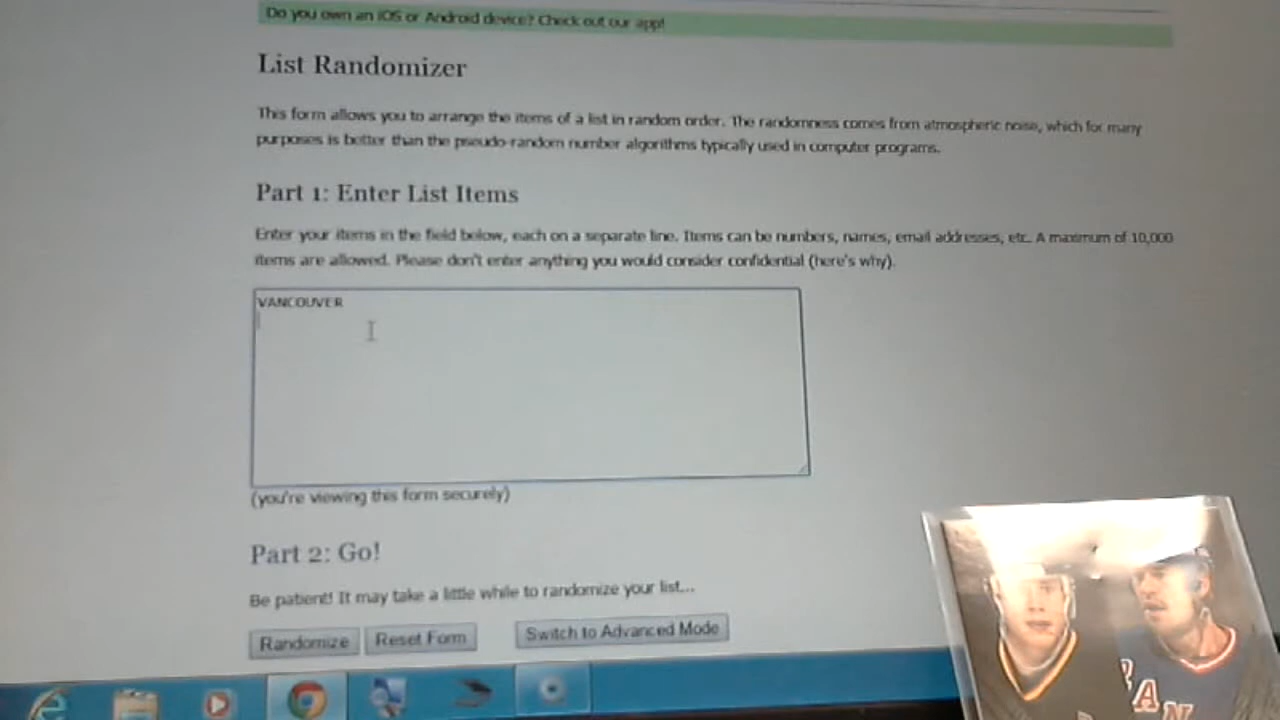 Do you own an iOS or Android device? Check out our app!
List Randomizer
This form allows you to arrange the items of a list in random order. The randomness comes from atmospheric noise, which for many
purposes is better than the pseudo-random number algorithms typically used in computer programs.
Part 1: Enter List Items
Enter your items in the field below, each on a separate line. Items can be numbers, names, email addresses, etc. A maximum of 10,000
items are allowed. Please don't enter anything you would consider confidential (here's why).
VANCOUVER
(you're viewing this form securely)
Part 2: Go!
Be patient! It may take a little while to randomize your list...
Randomize Reset Form Switch to Advanced Mode
RAN